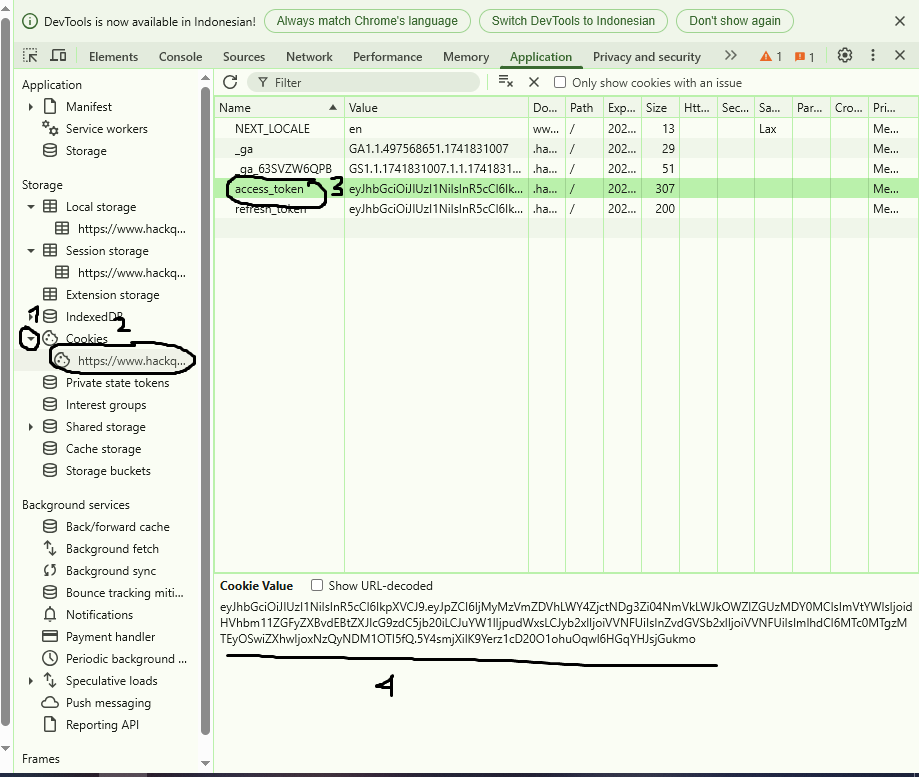 DevTools is now available in Indonesian!
Always match Chrome's language
Switch DevTools to Indonesian
Don't show again
Elements
Console
Sources
Network
Performance
Memory
Application
Privacy and security
1
1
Application
Manifest
Service workers
Storage
Storage
Local storage
https://www.hackq...
Session storage
https://www.hackq...
Extension storage
1
IndexedDB
2
Cookies
https://www.hackq...
Private state tokens
Interest groups
Shared storage
Cache storage
Storage buckets
Background services
Back/forward cache
Background fetch
Background sync
Bounce tracking miti...
Notifications
Payment handler
Periodic background ...
Speculative loads
Push messaging
Reporting API
Frames
Filter
Only show cookies with an issue
Name Value Do... Path Exp... Size Htt... Sec... Sa... Par... Cro... Pri...
NEXT_LOCALE en ww... / 202... 13 Lax Me...
_ga GA1.1.497568651.1741831007 .ha... / 202... 29 Me...
_ga_63SVZW6QPB GS1.1.1741831007.1.1.1741831... .ha... / 202... 51 Me...
access_token 3 eyJhbGciOiJIUzI1NiIsInR5cCI6Ik... .ha... / 202... 307 Me...
refresh_token eyJhbGciOiJIUzI1NiIsInR5cCI6Ik... .ha... / 202... 200 Me...
Cookie Value
Show URL-decoded
4